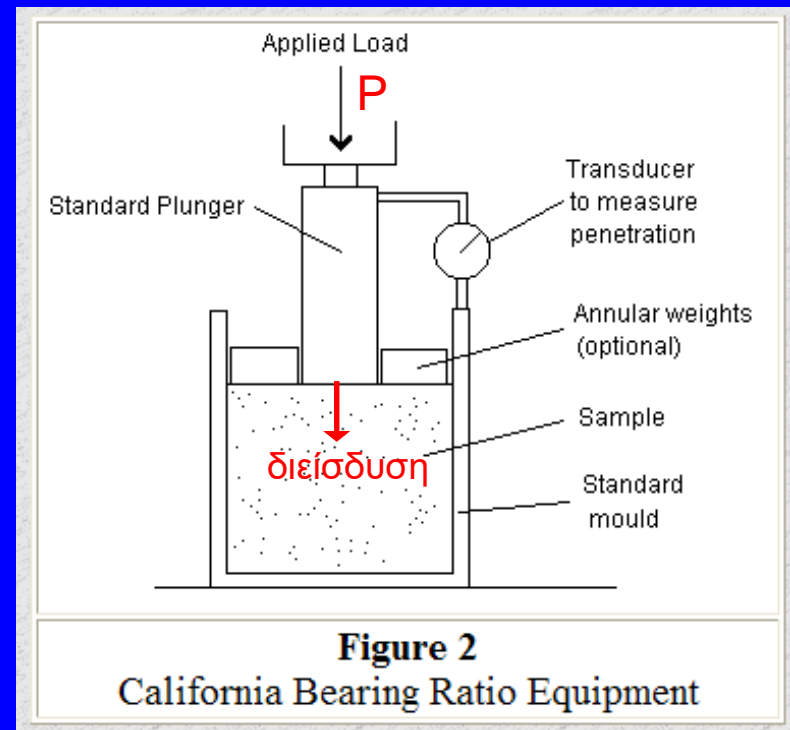 Applied Load
P
Transducer
to measure
penetration
Standard Plunger
Annular weights
(optional)
Sample
διείσδυση
Standard
mould
Figure 2
California Bearing Ratio Equipment